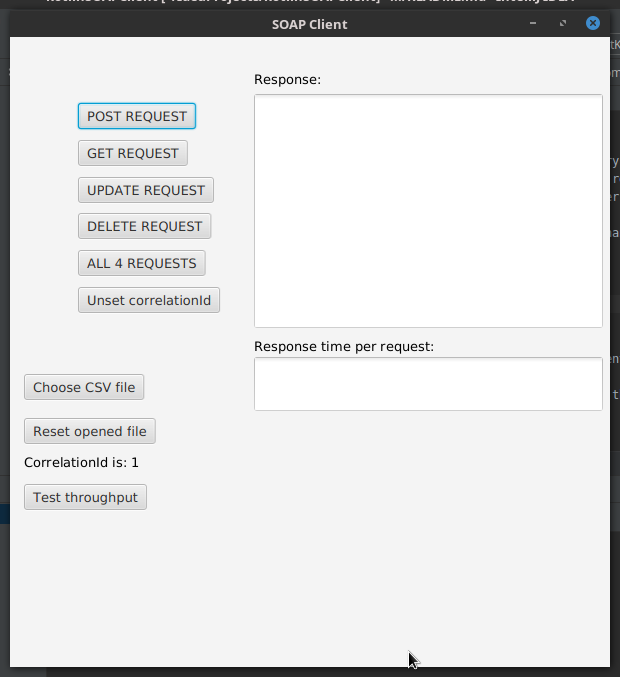 SOAP Client
Response:
POST REQUEST
GET REQUEST
UPDATE REQUEST
DELETE REQUEST
ALL 4 REQUESTS
Unset correlationId
Response time per request:
Choose CSV file
Reset opened file
CorrelationId is: 1
Test throughput